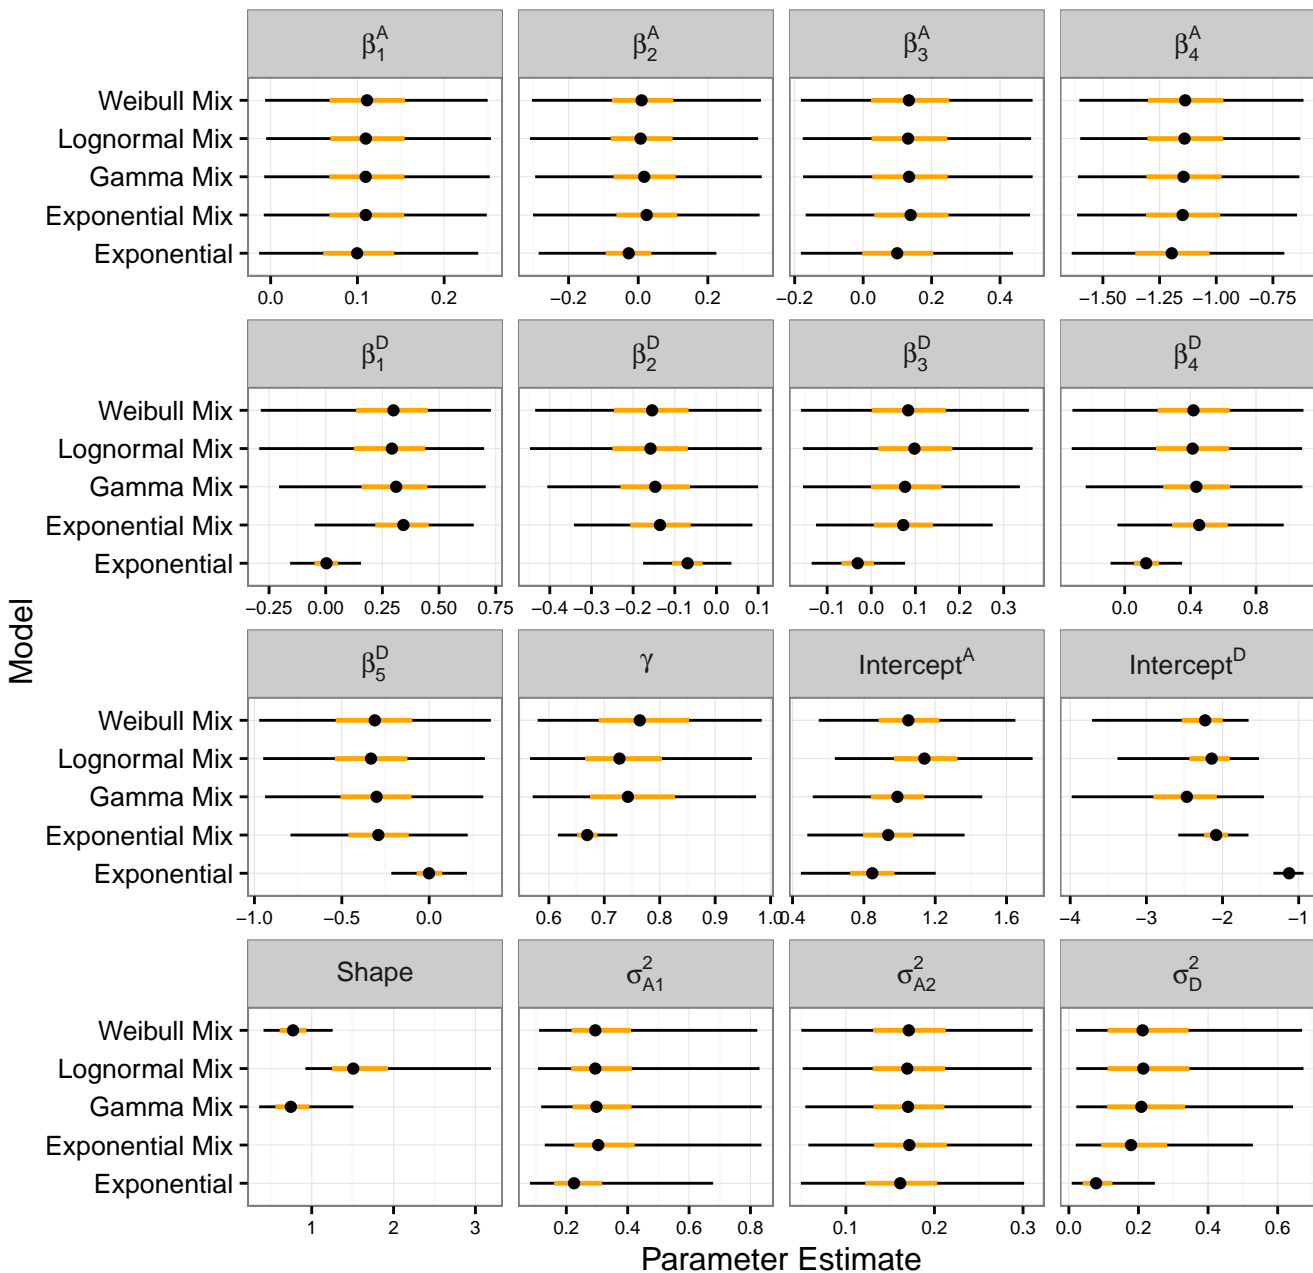 β₁ᴬ β₂ᴬ β₃ᴬ β₄ᴬ
Weibull Mix
Lognormal Mix
Gamma Mix
Exponential Mix
Exponential
0.0 0.1 0.2 −0.2 0.0 0.2 −0.2 0.0 0.2 0.4 −1.50 −1.25 −1.00 −0.75
β₁ᴰ β₂ᴰ β₃ᴰ β₄ᴰ
Weibull Mix
Lognormal Mix
Gamma Mix
Exponential Mix
Exponential
−0.25 0.00 0.25 0.50 0.75 −0.4 −0.3 −0.2 −0.1 0.0 0.1 −0.1 0.0 0.1 0.2 0.3 0.0 0.4 0.8
Model
β₅ᴰ γ Interceptᴬ Interceptᴰ
Weibull Mix
Lognormal Mix
Gamma Mix
Exponential Mix
Exponential
−1.0 −0.5 0.0 0.6 0.7 0.8 0.9 1.0 0.4 0.8 1.2 1.6 −4 −3 −2 −1
Shape σ²A1 σ²A2 σ²D
Weibull Mix
Lognormal Mix
Gamma Mix
Exponential Mix
Exponential
1 2 3 0.2 0.4 0.6 0.8 0.1 0.2 0.3 0.0 0.2 0.4 0.6
Parameter Estimate